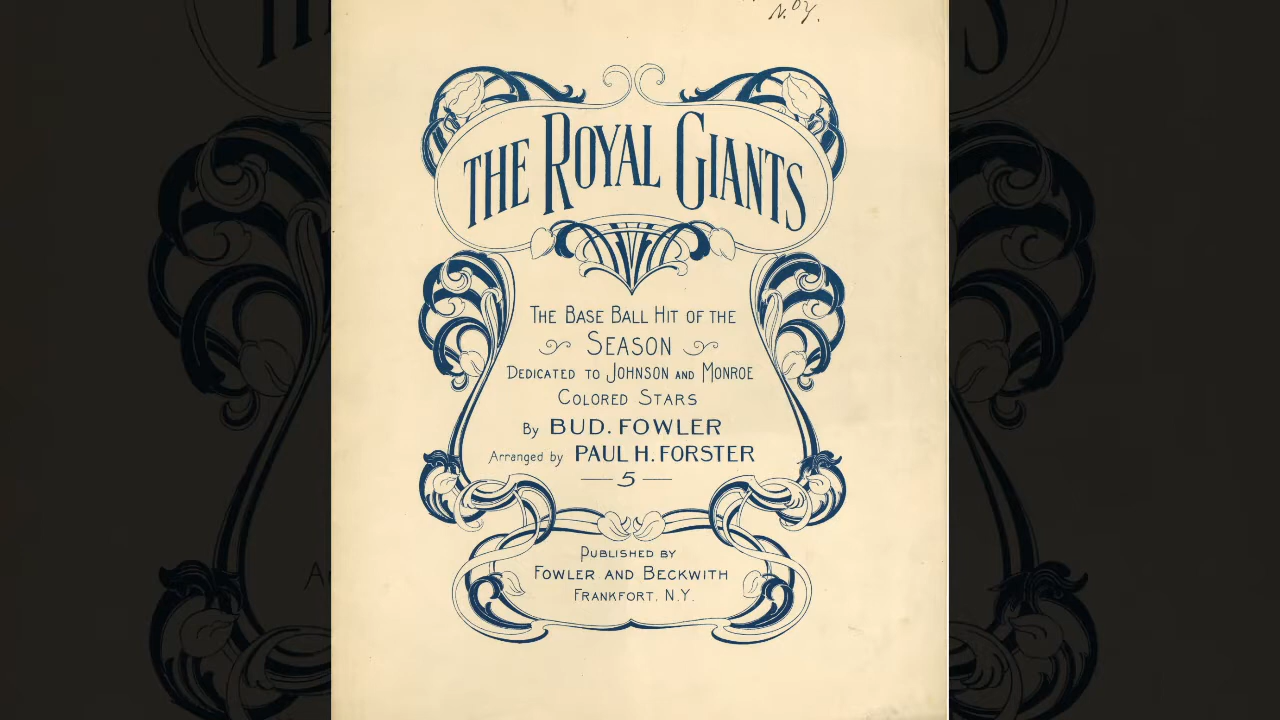 N.Y.
THE ROYAL GIANTS
THE BASE BALL HIT OF THE
SEASON
DEDICATED TO JOHNSON AND MONROE
COLORED STARS
By BUD. FOWLER
Arranged by PAUL H. FORSTER
5
PUBLISHED BY
FOWLER AND BECKWITH
FRANKFORT, N.Y.